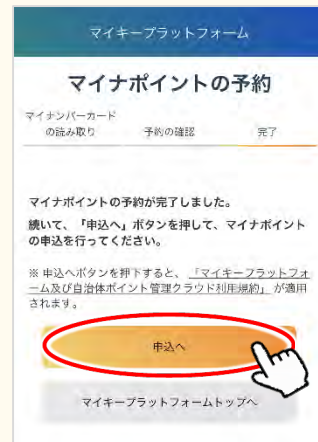 マイキープラットフォーム
マイナポイントの予約
マイナンバーカード
の読み取り
予約の確認
完了
マイナポイントの予約が完了しました。
続いて、「申込へ」ボタンを押して、マイナポイント
の申込を行ってください。
※ 申込へボタンを押下すると、「マイキープラットフォ
ーム及び自治体ポイント管理クラウド利用規約」が適用
されます。
申込へ
マイキープラットフォームトップへ